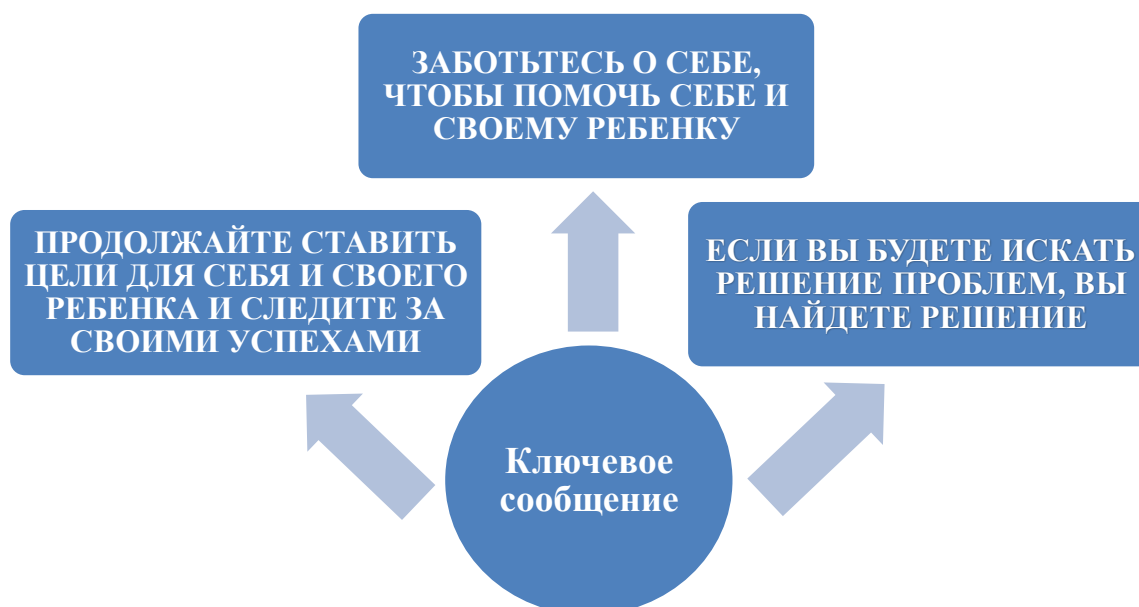 ЗАБОТЬТЕСЬ О СЕБЕ,
ЧТОБЫ ПОМОЧЬ СЕБЕ И
СВОЕМУ РЕБЕНКУ
ПРОДОЛЖАЙТЕ СТАВИТЬ
ЦЕЛИ ДЛЯ СЕБЯ И СВОЕГО
РЕБЕНКА И СЛЕДИТЕ ЗА
СВОИМИ УСПЕХАМИ
ЕСЛИ ВЫ БУДЕТЕ ИСКАТЬ
РЕШЕНИЕ ПРОБЛЕМ, ВЫ
НАЙДЕТЕ РЕШЕНИЕ
Ключевое
сообщение